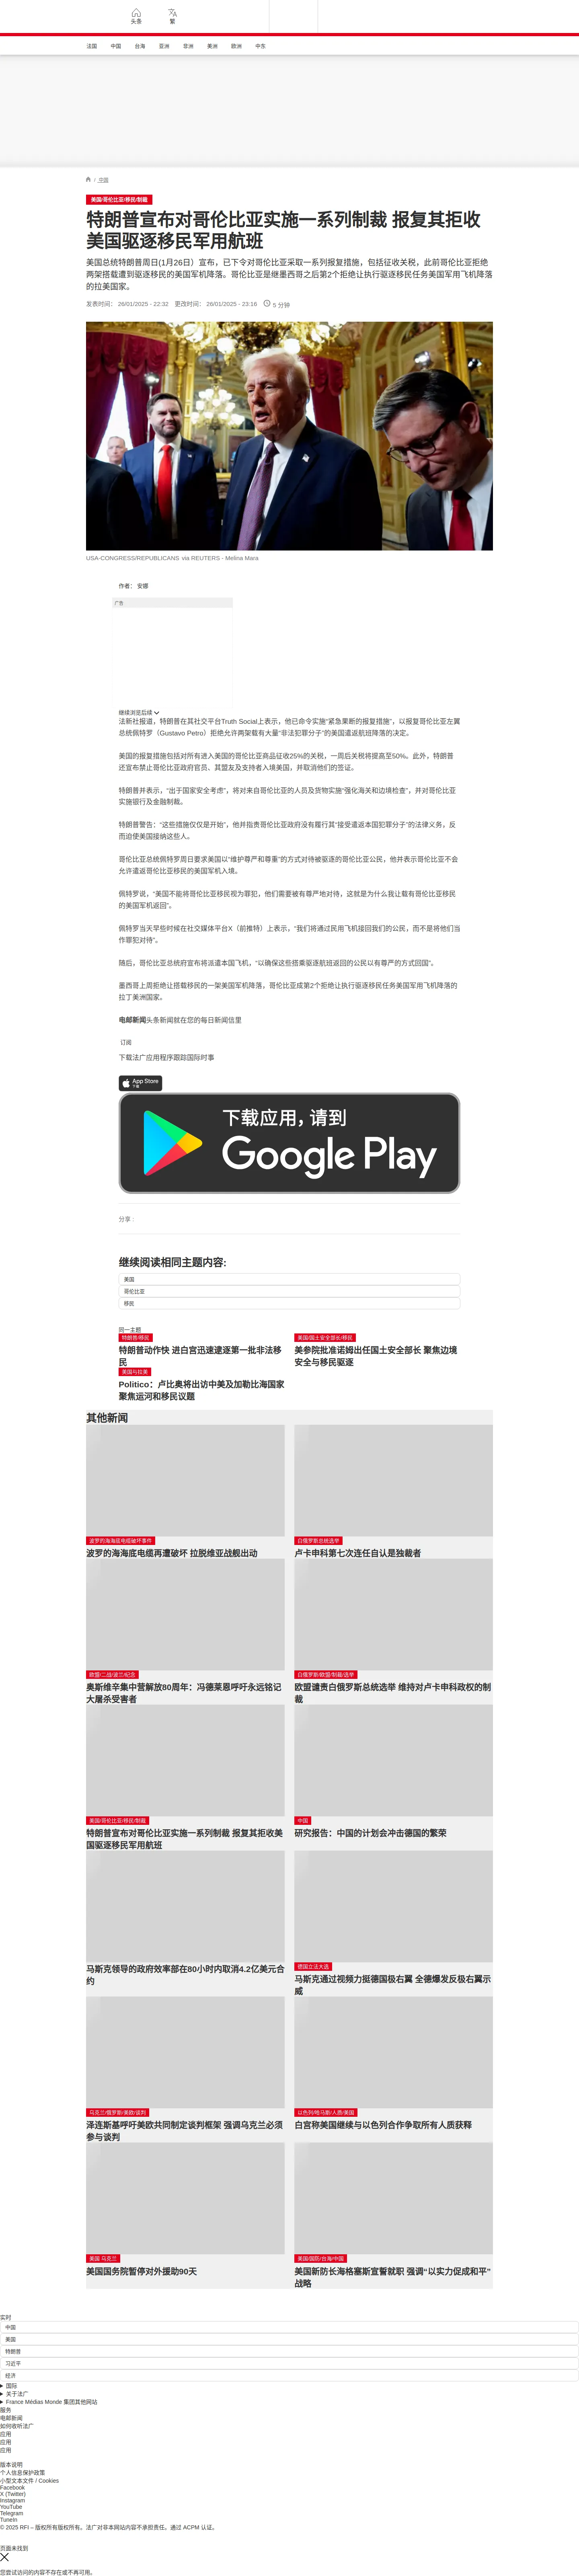 头条
繁
法国 中国 台海 亚洲 非洲 美洲 欧洲 中东
/ 中国
美国/哥伦比亚/移民/制裁
特朗普宣布对哥伦比亚实施一系列制裁 报复其拒收
美国驱逐移民军用航班
美国总统特朗普周日(1月26日）宣布，已下令对哥伦比亚采取一系列报复措施，包括征收关税，此前哥伦比亚拒绝
两架搭载遭到驱逐移民的美国军机降落。哥伦比亚是继墨西哥之后第2个拒绝让执行驱逐移民任务美国军用飞机降落
的拉美国家。
发表时间： 26/01/2025 - 22:32 更改时间： 26/01/2025 - 23:16 5 分钟
USA-CONGRESS/REPUBLICANS via REUTERS - Melina Mara
作者： 安娜
广告
继续浏览后续
法新社报道，特朗普在其社交平台Truth Social上表示，他已命令实施“紧急果断的报复措施”，以报复哥伦比亚左翼
总统佩特罗（Gustavo Petro）拒绝允许两架载有大量“非法犯罪分子”的美国遣返航班降落的决定。
美国的报复措施包括对所有进入美国的哥伦比亚商品征收25%的关税，一周后关税将提高至50%。此外，特朗普
还宣布禁止哥伦比亚政府官员、其盟友及支持者入境美国，并取消他们的签证。
特朗普并表示，“出于国家安全考虑”，将对来自哥伦比亚的人员及货物实施“强化海关和边境检查”，并对哥伦比亚
实施银行及金融制裁。
特朗普警告：“这些措施仅仅是开始”，他并指责哥伦比亚政府没有履行其“接受遣返本国犯罪分子”的法律义务，反
而迫使美国接纳这些人。
哥伦比亚总统佩特罗周日要求美国以“维护尊严和尊重”的方式对待被驱逐的哥伦比亚公民，他并表示哥伦比亚不会
允许遣返哥伦比亚移民的美国军机入境。
佩特罗说，“美国不能将哥伦比亚移民视为罪犯，他们需要被有尊严地对待，这就是为什么我让载有哥伦比亚移民
的美国军机返回”。
佩特罗当天早些时候在社交媒体平台X（前推特）上表示，“我们将通过民用飞机接回我们的公民，而不是将他们当
作罪犯对待”。
随后，哥伦比亚总统府宣布将派遣本国飞机，“以确保这些搭乘驱逐航班返回的公民以有尊严的方式回国”。
墨西哥上周拒绝让搭载移民的一架美国军机降落，哥伦比亚成第2个拒绝让执行驱逐移民任务美国军用飞机降落的
拉丁美洲国家。
电邮新闻头条新闻就在您的每日新闻信里
订阅
下载法广应用程序跟踪国际时事
App Store
下载
下载应用，请到
Google Play
分享 :
继续阅读相同主题内容:
美国
哥伦比亚
移民
同一主题
特朗普/移民
特朗普动作快 进白宫迅速逮逐第一批非法移
民
美国/国土安全部长/移民
美参院批准诺姆出任国土安全部长 聚焦边境
安全与移民驱逐
美国与拉美
Politico：卢比奥将出访中美及加勒比海国家
聚焦运河和移民议题
其他新闻
波罗的海海底电缆破坏事件
波罗的海海底电缆再遭破坏 拉脱维亚战舰出动
白俄罗斯总统选举
卢卡申科第七次连任自认是独裁者
欧盟/二战/波兰/纪念
奥斯维辛集中营解放80周年：冯德莱恩呼吁永远铭记
大屠杀受害者
白俄罗斯/欧盟/制裁/选举
欧盟谴责白俄罗斯总统选举 维持对卢卡申科政权的制
裁
美国/哥伦比亚/移民/制裁
特朗普宣布对哥伦比亚实施一系列制裁 报复其拒收美
国驱逐移民军用航班
中国
研究报告：中国的计划会冲击德国的繁荣
马斯克领导的政府效率部在80小时内取消4.2亿美元合
约
德国立法大选
马斯克通过视频力挺德国极右翼 全德爆发反极右翼示
威
乌克兰/俄罗斯/美欧/谈判
泽连斯基呼吁美欧共同制定谈判框架 强调乌克兰必须
参与谈判
以色列/哈马斯/人质/美国
白宫称美国继续与以色列合作争取所有人质获释
美国 乌克兰
美国国务院暂停对外援助90天
美国/国防/台海/中国
美国新防长海格塞斯宣誓就职 强调“以实力促成和平”
战略
实时
中国
美国
特朗普
习近平
经济
国际
关于法广
France Médias Monde 集团其他网站
服务
电邮新闻
如何收听法广
应用
应用
应用
版本说明
个人信息保护政策
小型文本文件 / Cookies
Facebook
X (Twitter)
Instagram
YouTube
Telegram
TuneIn
© 2025 RFI – 版权所有版权所有。法广对非本网站内容不承担责任。通过 ACPM 认证。
页面未找到
您尝试访问的内容不存在或不再可用。